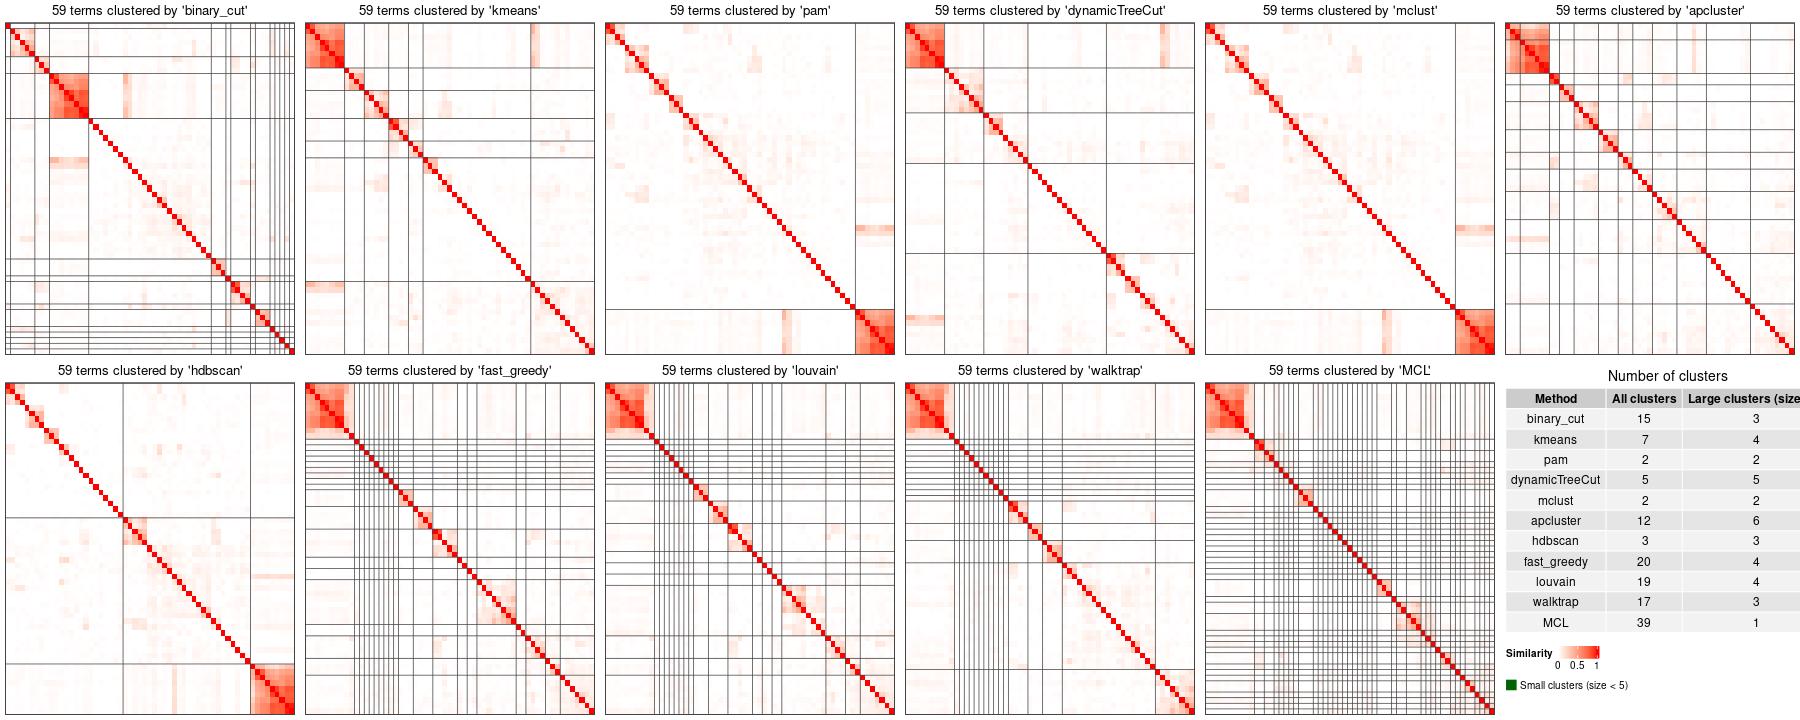 59 terms clustered by 'binary_cut'
59 terms clustered by 'kmeans'
59 terms clustered by 'pam'
59 terms clustered by 'dynamicTreeCut'
59 terms clustered by 'mclust'
59 terms clustered by 'apcluster'
59 terms clustered by 'hdbscan'
59 terms clustered by 'fast_greedy'
59 terms clustered by 'louvain'
59 terms clustered by 'walktrap'
59 terms clustered by 'MCL'
Number of clusters
Method All clusters Large clusters (size
binary_cut 15 3
kmeans 7 4
pam 2 2
dynamicTreeCut 5 5
mclust 2 2
apcluster 12 6
hdbscan 3 3
fast_greedy 20 4
louvain 19 4
walktrap 17 3
MCL 39 1
Similarity
0 0.5 1
Small clusters (size < 5)